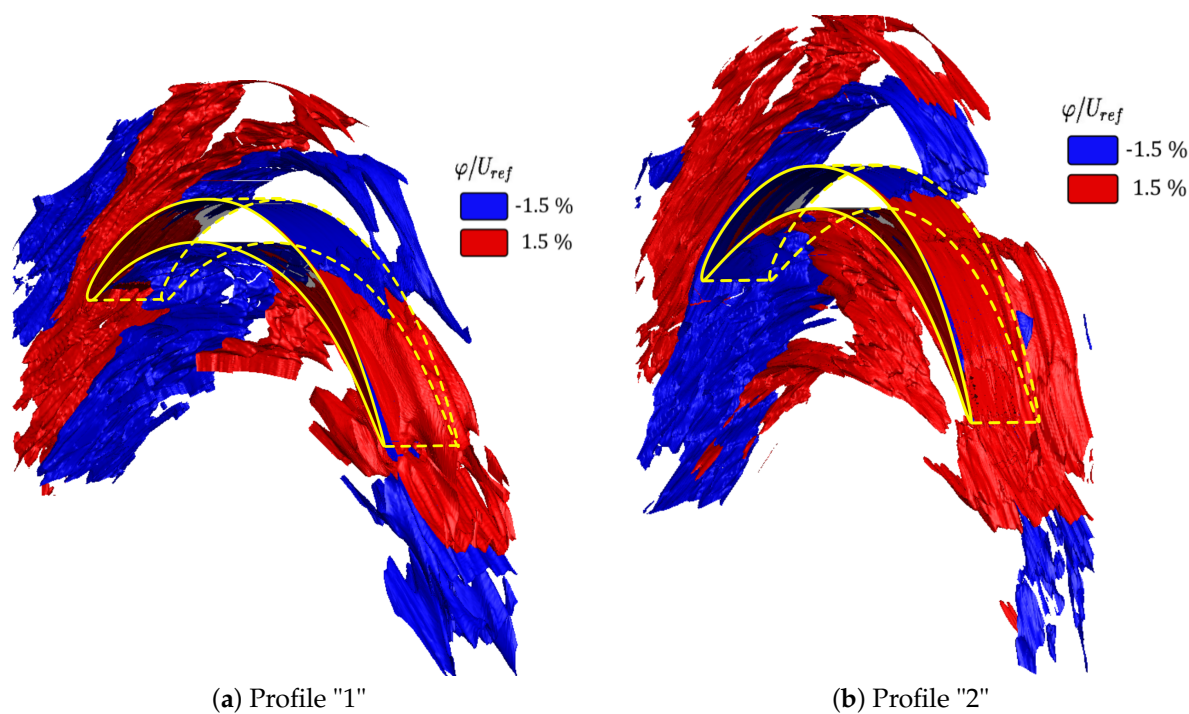 φ/U_ref
-1.5 %
1.5 %
φ/U_ref
-1.5 %
1.5 %
(a) Profile "1"
(b) Profile "2"